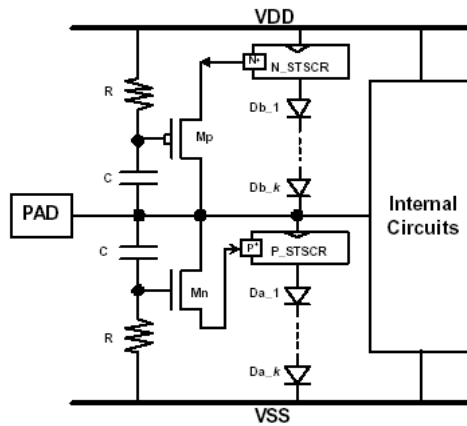 VDD
N+
N_STSCR
R
Db_1
Mp
C
Db_k
PAD
Internal
Circuits
C
P+
P_STSCR
Mn
Da_1
R
Da_k
VSS